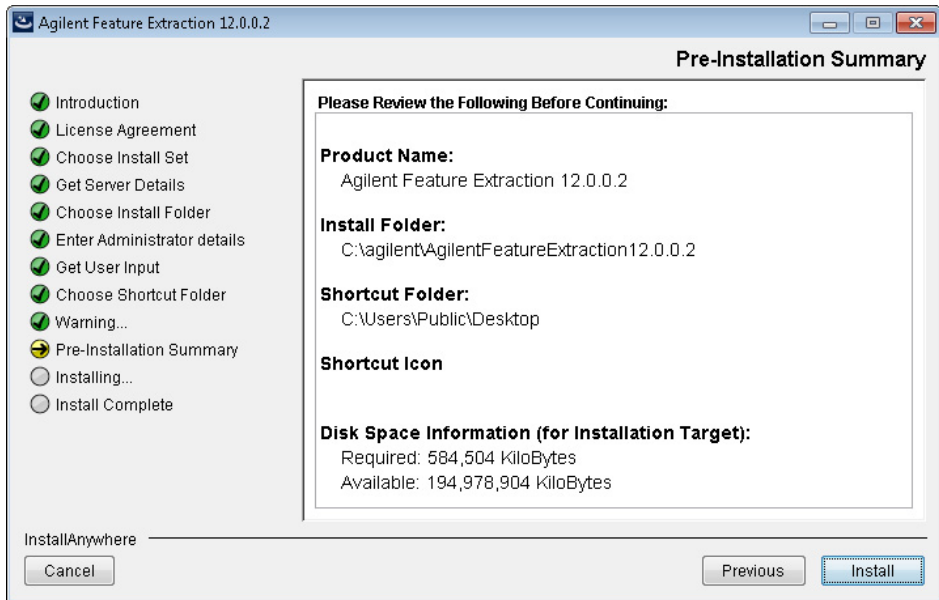 Agilent Feature Extraction 12.0.0.2
Pre-Installation Summary
Introduction
License Agreement
Choose Install Set
Get Server Details
Choose Install Folder
Enter Administrator details
Get User Input
Choose Shortcut Folder
Warning...
Pre-Installation Summary
Installing...
Install Complete
Please Review the Following Before Continuing:
Product Name:
Agilent Feature Extraction 12.0.0.2
Install Folder:
C:\agilent\AgilentFeatureExtraction12.0.0.2
Shortcut Folder:
C:\Users\Public\Desktop
Shortcut Icon
Disk Space Information (for Installation Target):
Required: 584,504 KiloBytes
Available: 194,978,904 KiloBytes
InstallAnywhere
Cancel
Previous
Install